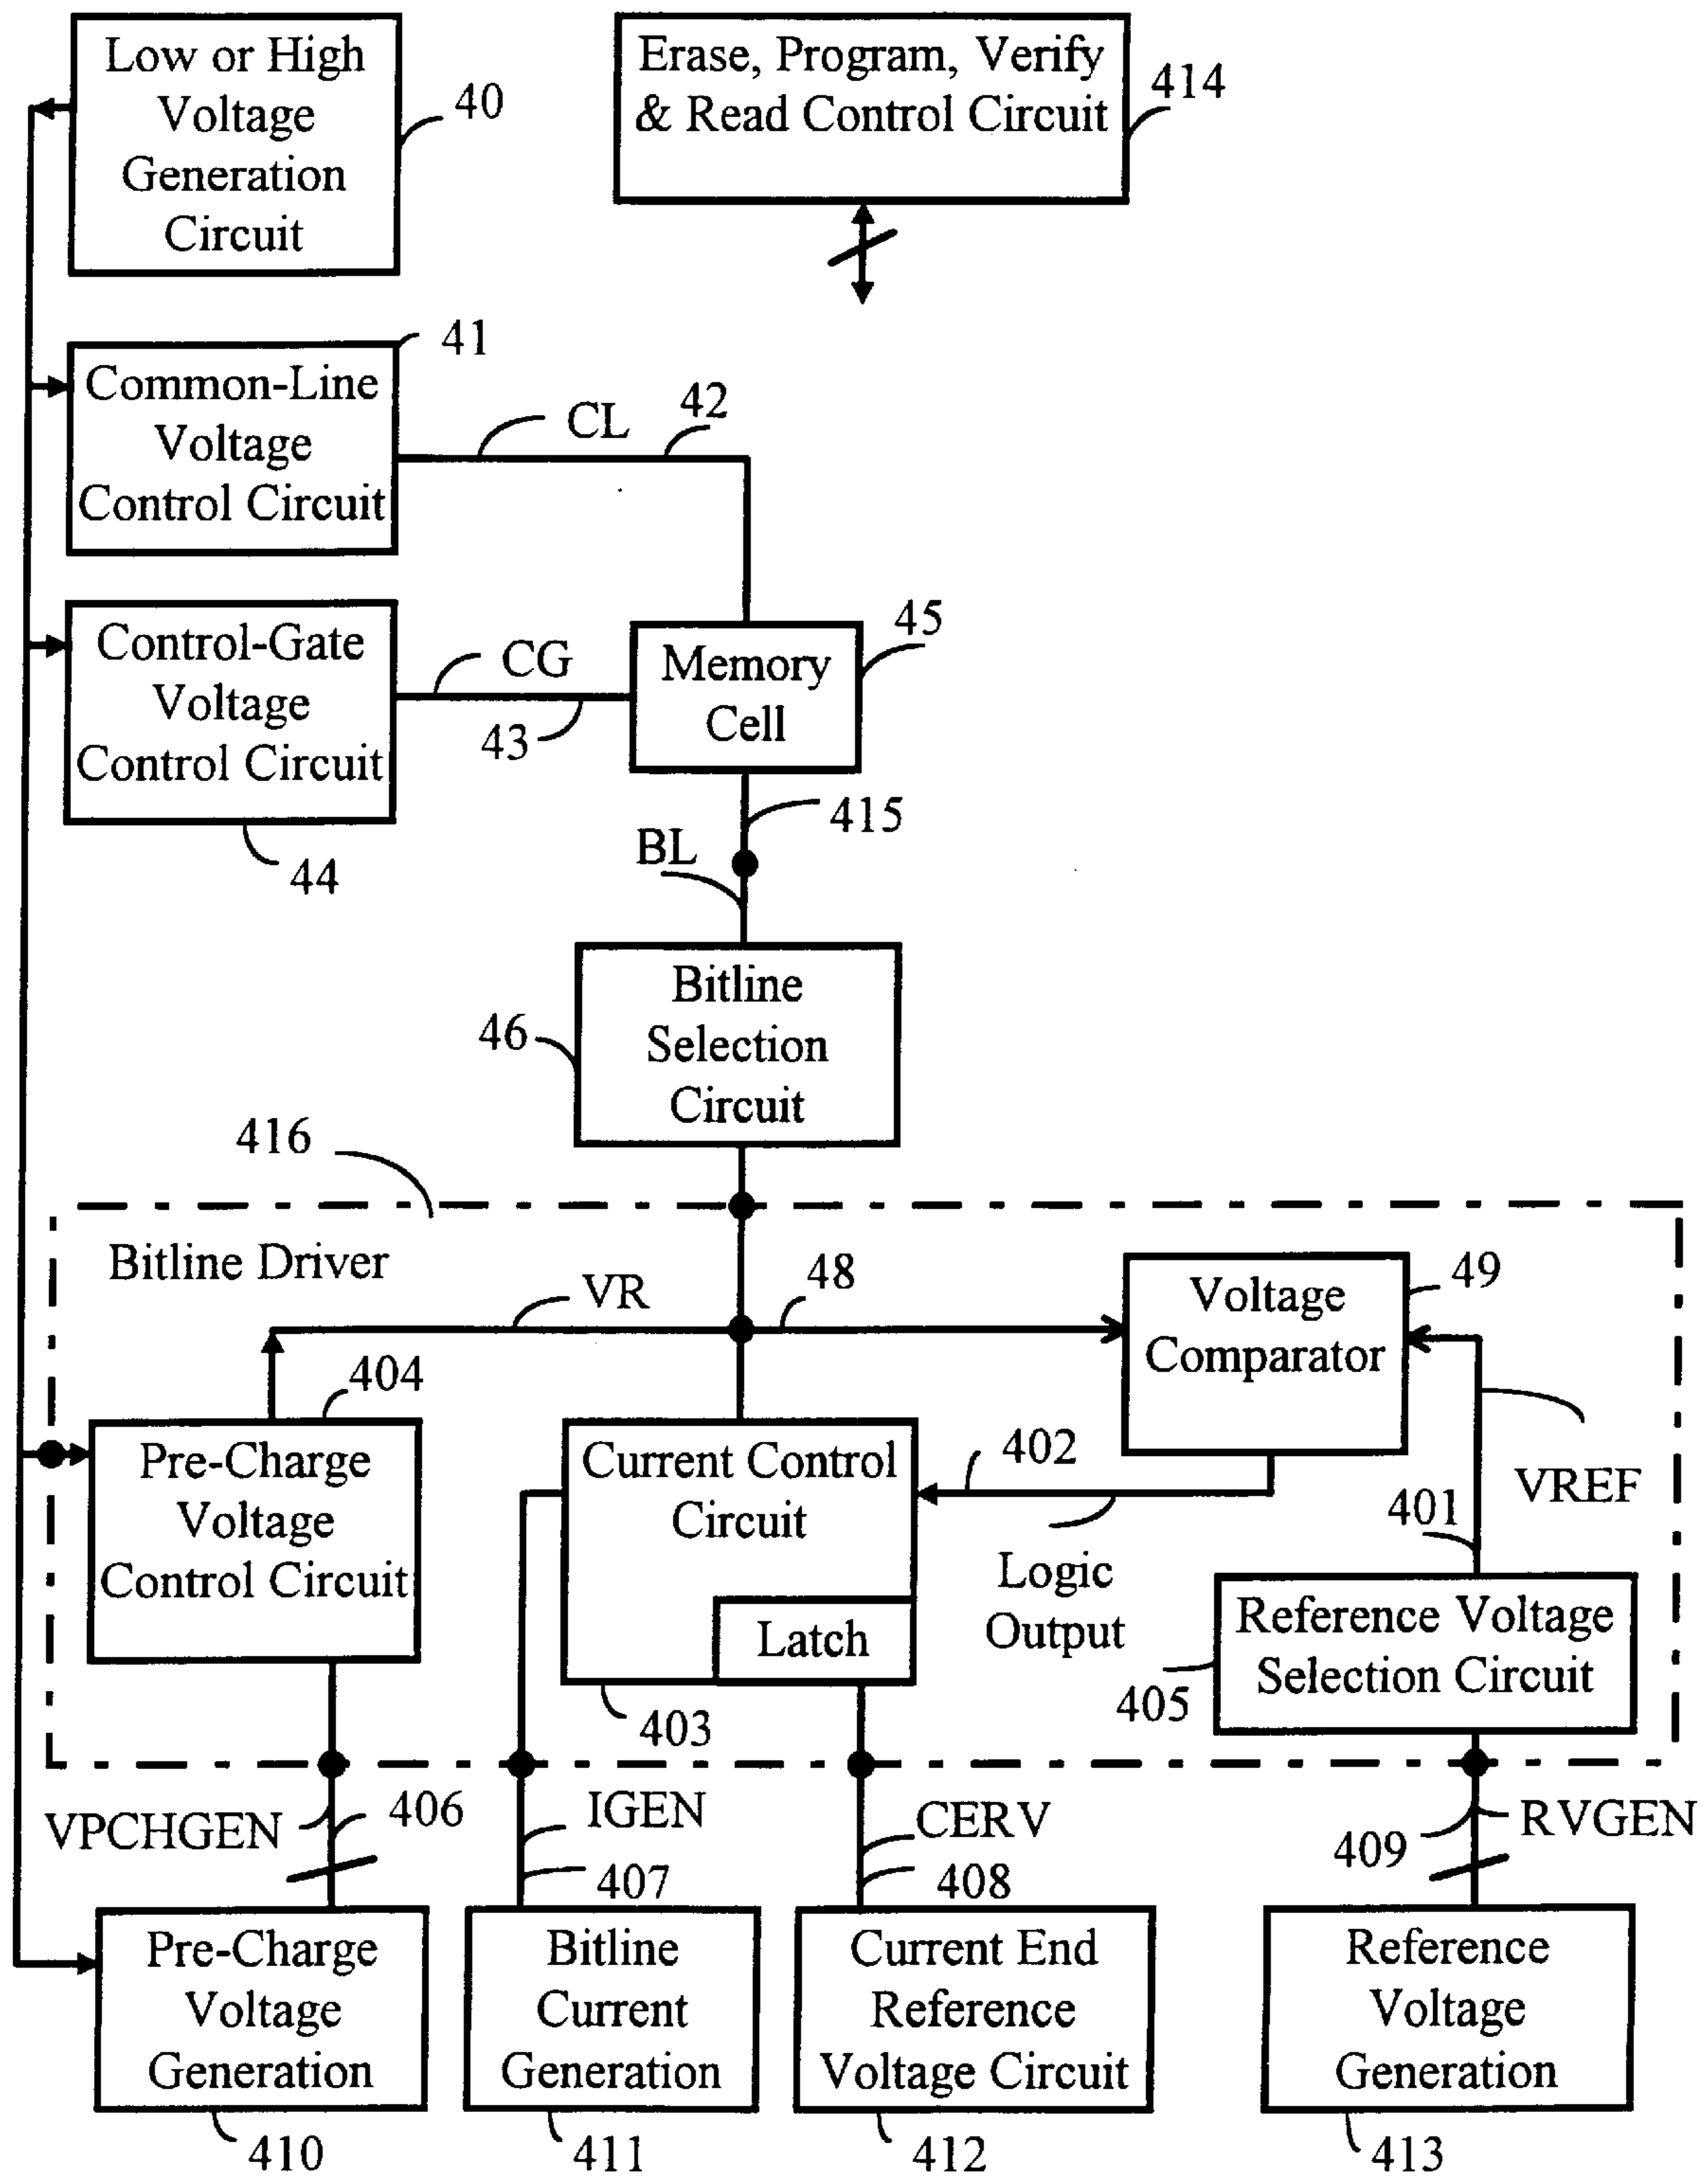 Low or High
Voltage
Generation
Circuit
40
Erase, Program, Verify
& Read Control Circuit
414
41
Common-Line
Voltage
Control Circuit
CL
42
Control-Gate
Voltage
Control Circuit
44
CG
43
Memory
Cell
45
415
BL
Bitline
Selection
Circuit
46
416
Bitline Driver
VR
48
Voltage
Comparator
49
404
Pre-Charge
Voltage
Control Circuit
Current Control
Circuit
Latch
403
402
Logic
Output
VREF
401
Reference Voltage
Selection Circuit
405
VPCHGEN
406
IGEN
407
CERV
408
RVGEN
409
Pre-Charge
Voltage
Generation
410
Bitline
Current
Generation
411
Current End
Reference
Voltage Circuit
412
Reference
Voltage
Generation
413